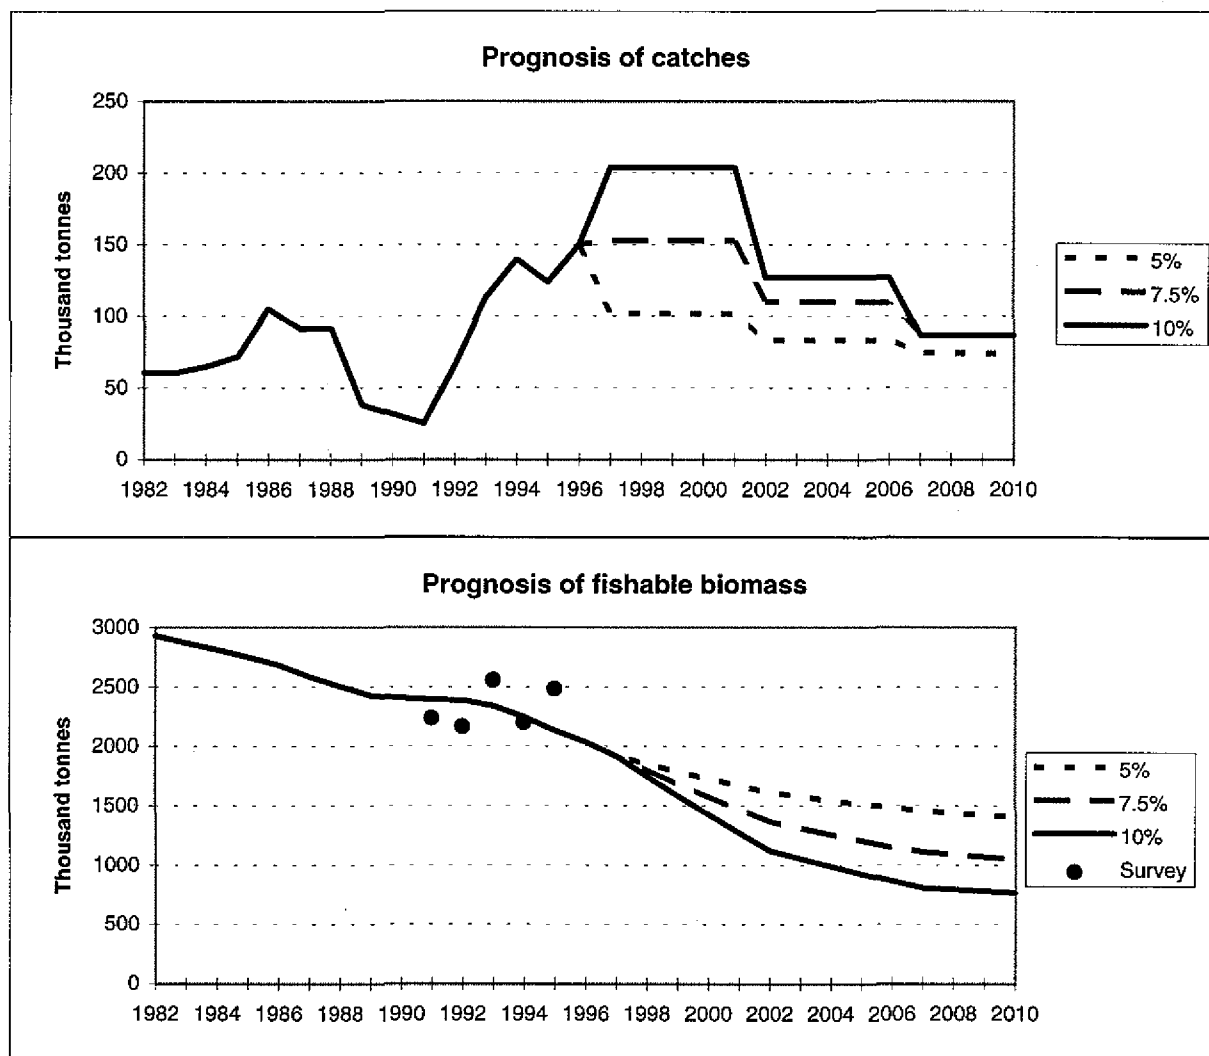 Prognosis of catches
250
200
150
100
50
0
Thousand tonnes
1982 1984 1986 1988 1990 1992 1994 1996 1998 2000 2002 2004 2006 2008 2010
5%
7.5%
10%
Prognosis of fishable biomass
3000
2500
2000
1500
1000
500
0
Thousand tonnes
1982 1984 1986 1988 1990 1992 1994 1996 1998 2000 2002 2004 2006 2008 2010
5%
7.5%
10%
Survey